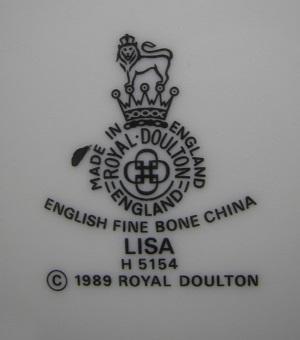 MADE IN ENGLAND
ROYAL · DOULTON
ENGLAND
ENGLISH FINE BONE CHINA
LISA
H 5154
© 1989 ROYAL DOULTON